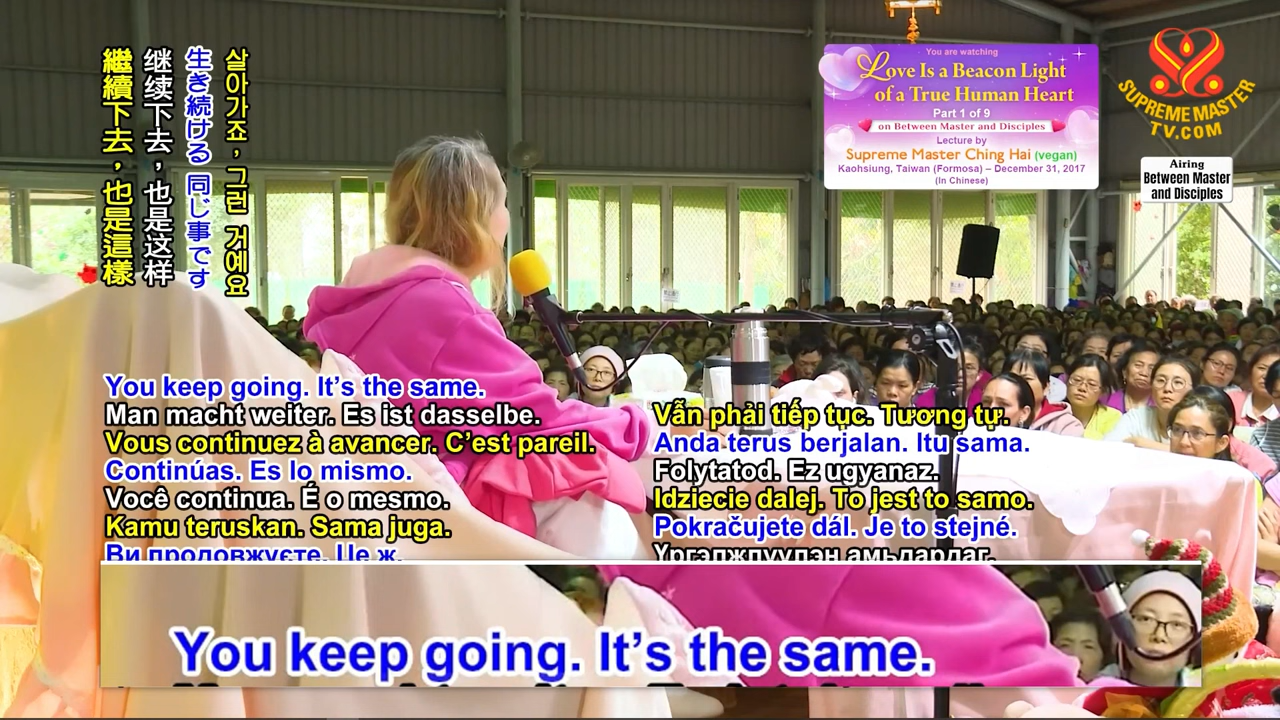 繼續下去，也是這樣
继续下去，也是这样
生き続ける 同じ事です
살아가죠, 그런 거예요
You are watching
Love Is a Beacon Light
of a True Human Heart
Part 1 of 9
on Between Master and Disciples
Lecture by
Supreme Master Ching Hai (vegan)
Kaohsiung, Taiwan (Formosa) – December 31, 2017
(In Chinese)
SUPREME MASTER
TV.COM
Airing
Between Master
and Disciples
You keep going. It’s the same.
Man macht weiter. Es ist dasselbe.
Vous continuez à avancer. C’est pareil.
Continúas. Es lo mismo.
Você continua. É o mesmo.
Kamu teruskan. Sama juga.
Ви продовжуєте. Це ж.
Vẫn phải tiếp tục. Tương tự.
Anda terus berjalan. Itu sama.
Folytatod. Ez ugyanaz.
Idziecie dalej. To jest to samo.
Pokračujete dál. Je to stejné.
You keep going. It’s the same.